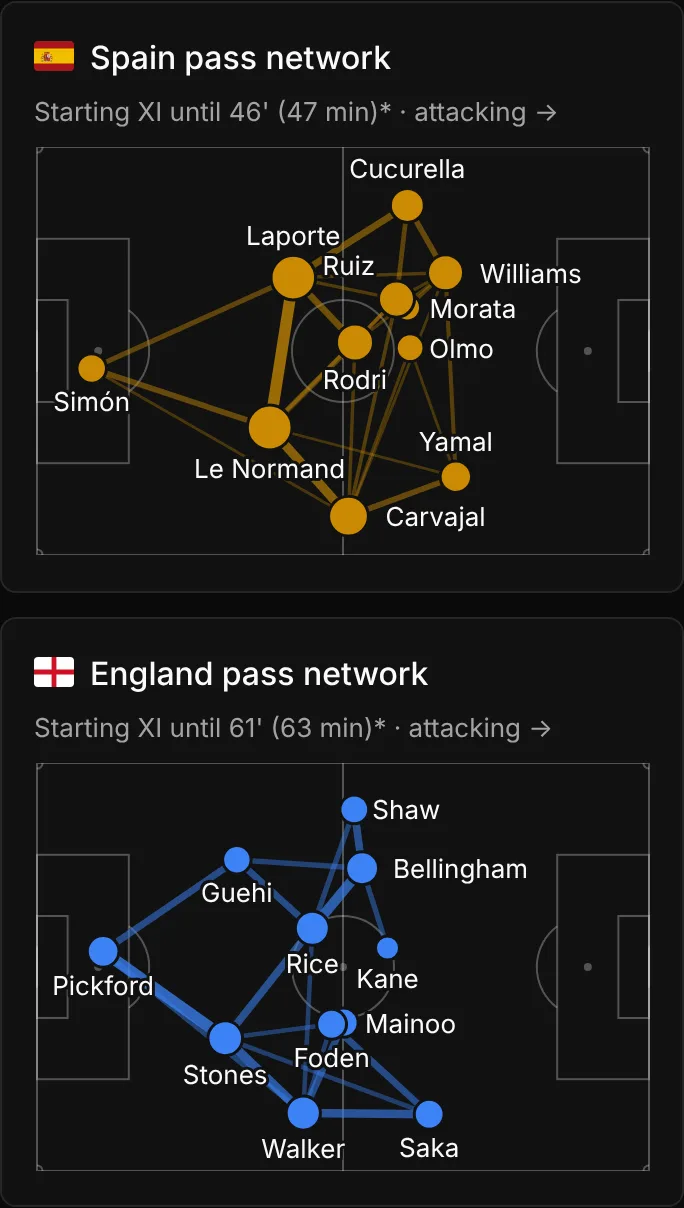 Spain pass network
Starting XI until 46' (47 min)* · attacking →
Cucurella
Laporte
Ruiz
Williams
Morata
Olmo
Rodri
Simón
Yamal
Le Normand
Carvajal
England pass network
Starting XI until 61' (63 min)* · attacking →
Shaw
Bellingham
Guehi
Rice
Kane
Pickford
Mainoo
Foden
Stones
Walker
Saka